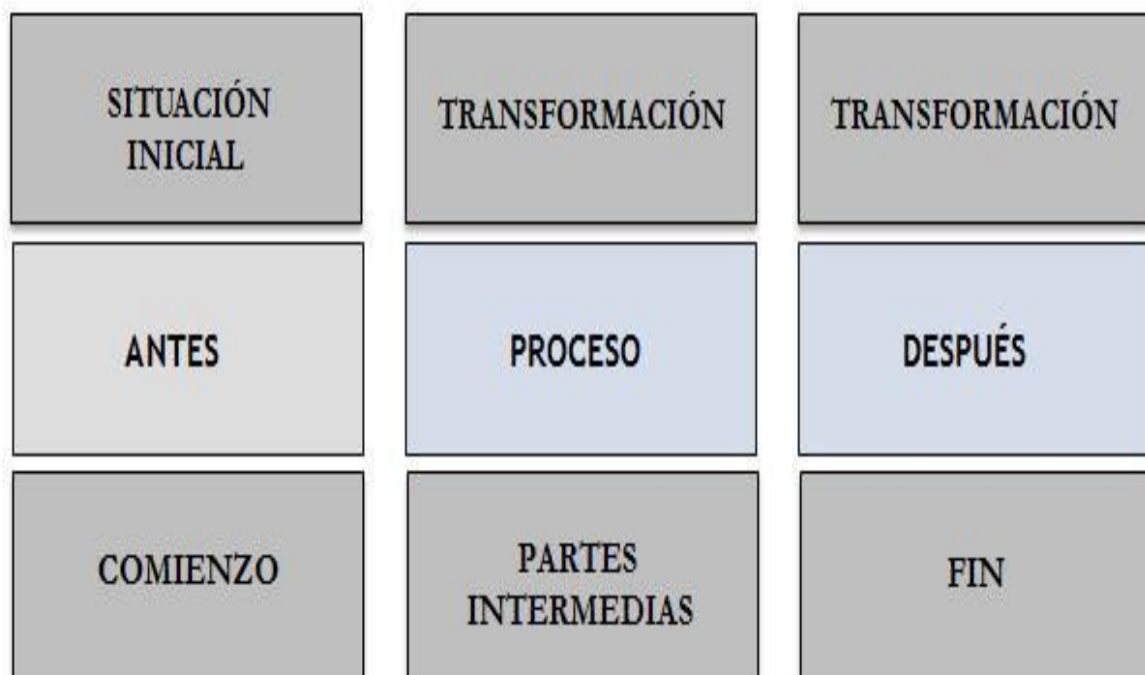 SITUACIÓN
INICIAL
TRANSFORMACIÓN
TRANSFORMACIÓN
ANTES
PROCESO
DESPUÉS
COMIENZO
PARTES
INTERMEDIAS
FIN